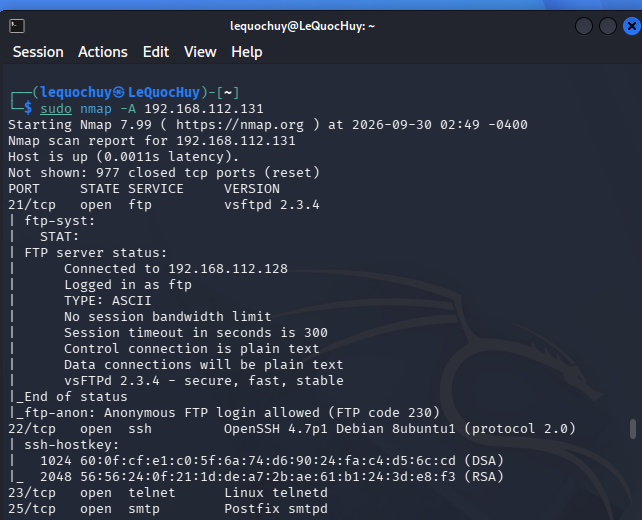 lequochuy@LeQuocHuy: ~
Session Actions Edit View Help
┌──(lequochuy㉿LeQuocHuy)-[~]
└─$ sudo nmap -A 192.168.112.131
Starting Nmap 7.99 ( https://nmap.org ) at 2026-09-30 02:49 -0400
Nmap scan report for 192.168.112.131
Host is up (0.0011s latency).
Not shown: 977 closed tcp ports (reset)
PORT     STATE SERVICE     VERSION
21/tcp   open  ftp         vsftpd 2.3.4
| ftp-syst:
|   STAT:
| FTP server status:
|      Connected to 192.168.112.128
|      Logged in as ftp
|      TYPE: ASCII
|      No session bandwidth limit
|      Session timeout in seconds is 300
|      Control connection is plain text
|      Data connections will be plain text
|      vsFTPd 2.3.4 - secure, fast, stable
|_End of status
|_ftp-anon: Anonymous FTP login allowed (FTP code 230)
22/tcp   open  ssh         OpenSSH 4.7p1 Debian 8ubuntu1 (protocol 2.0)
| ssh-hostkey:
|   1024 60:0f:cf:e1:c0:5f:6a:74:d6:90:24:fa:c4:d5:6c:cd (DSA)
|_  2048 56:56:24:0f:21:1d:de:a7:2b:ae:61:b1:24:3d:e8:f3 (RSA)
23/tcp   open  telnet      Linux telnetd
25/tcp   open  smtp        Postfix smtpd